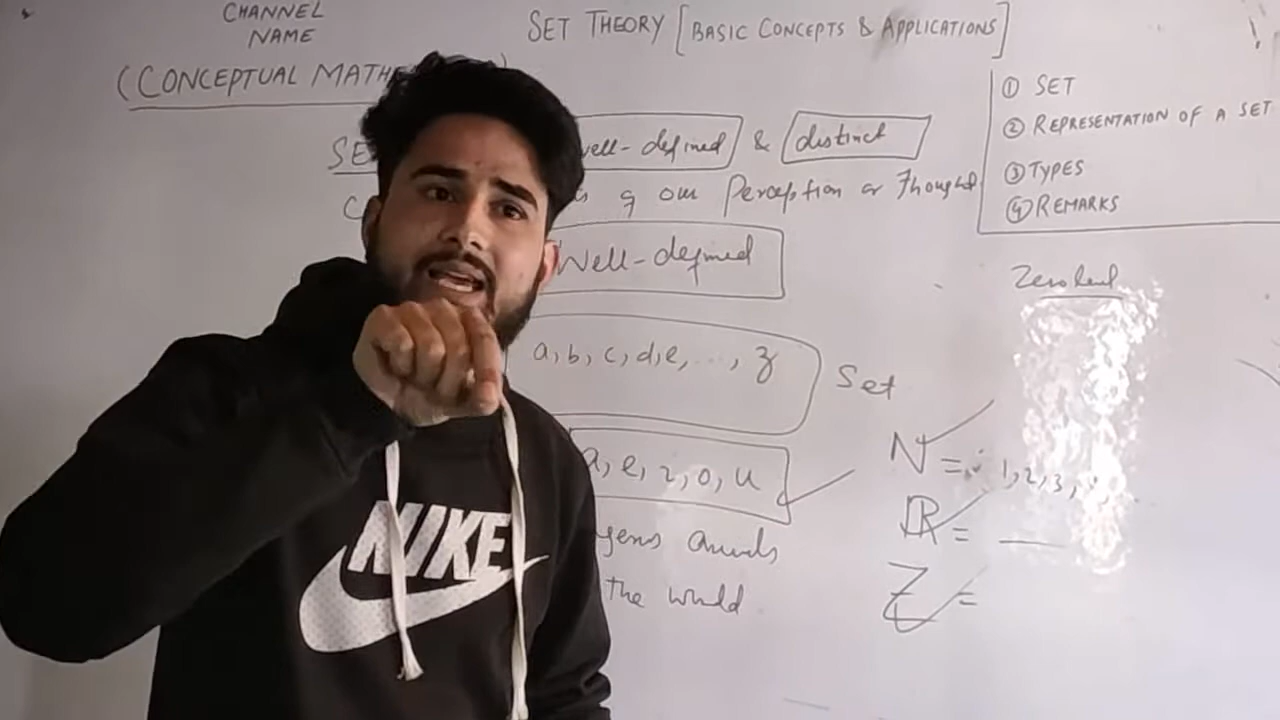 CHANNEL
NAME
(CONCEPTUAL MATHE
SET THEORY [BASIC CONCEPTS & APPLICATIONS]
① SET
② REPRESENTATION OF A SET
③ TYPES
④ REMARKS
SE
well-defined & distinct
C
of our Perception or Thought
Well-defined
a, b, c, d, e, ..., z Set
a, e, i, o, u
the world
Zero level
N = 1, 2, 3,
R = __
Z =
NIKE